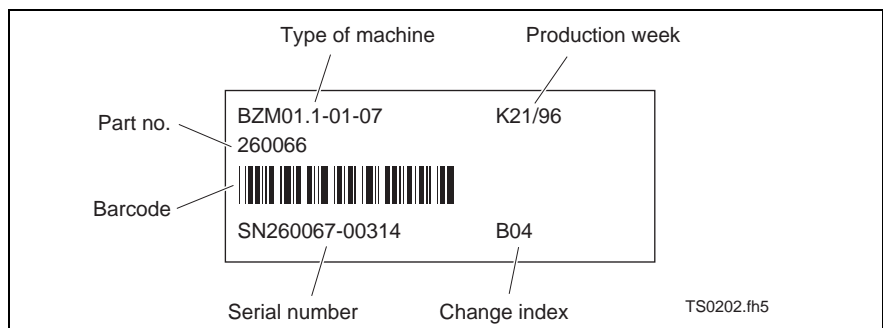 Type of machine Production week
Part no. BZM01.1-01-07 K21/96
260066
Barcode
SN260067-00314 B04
Serial number Change index TS0202.fh5